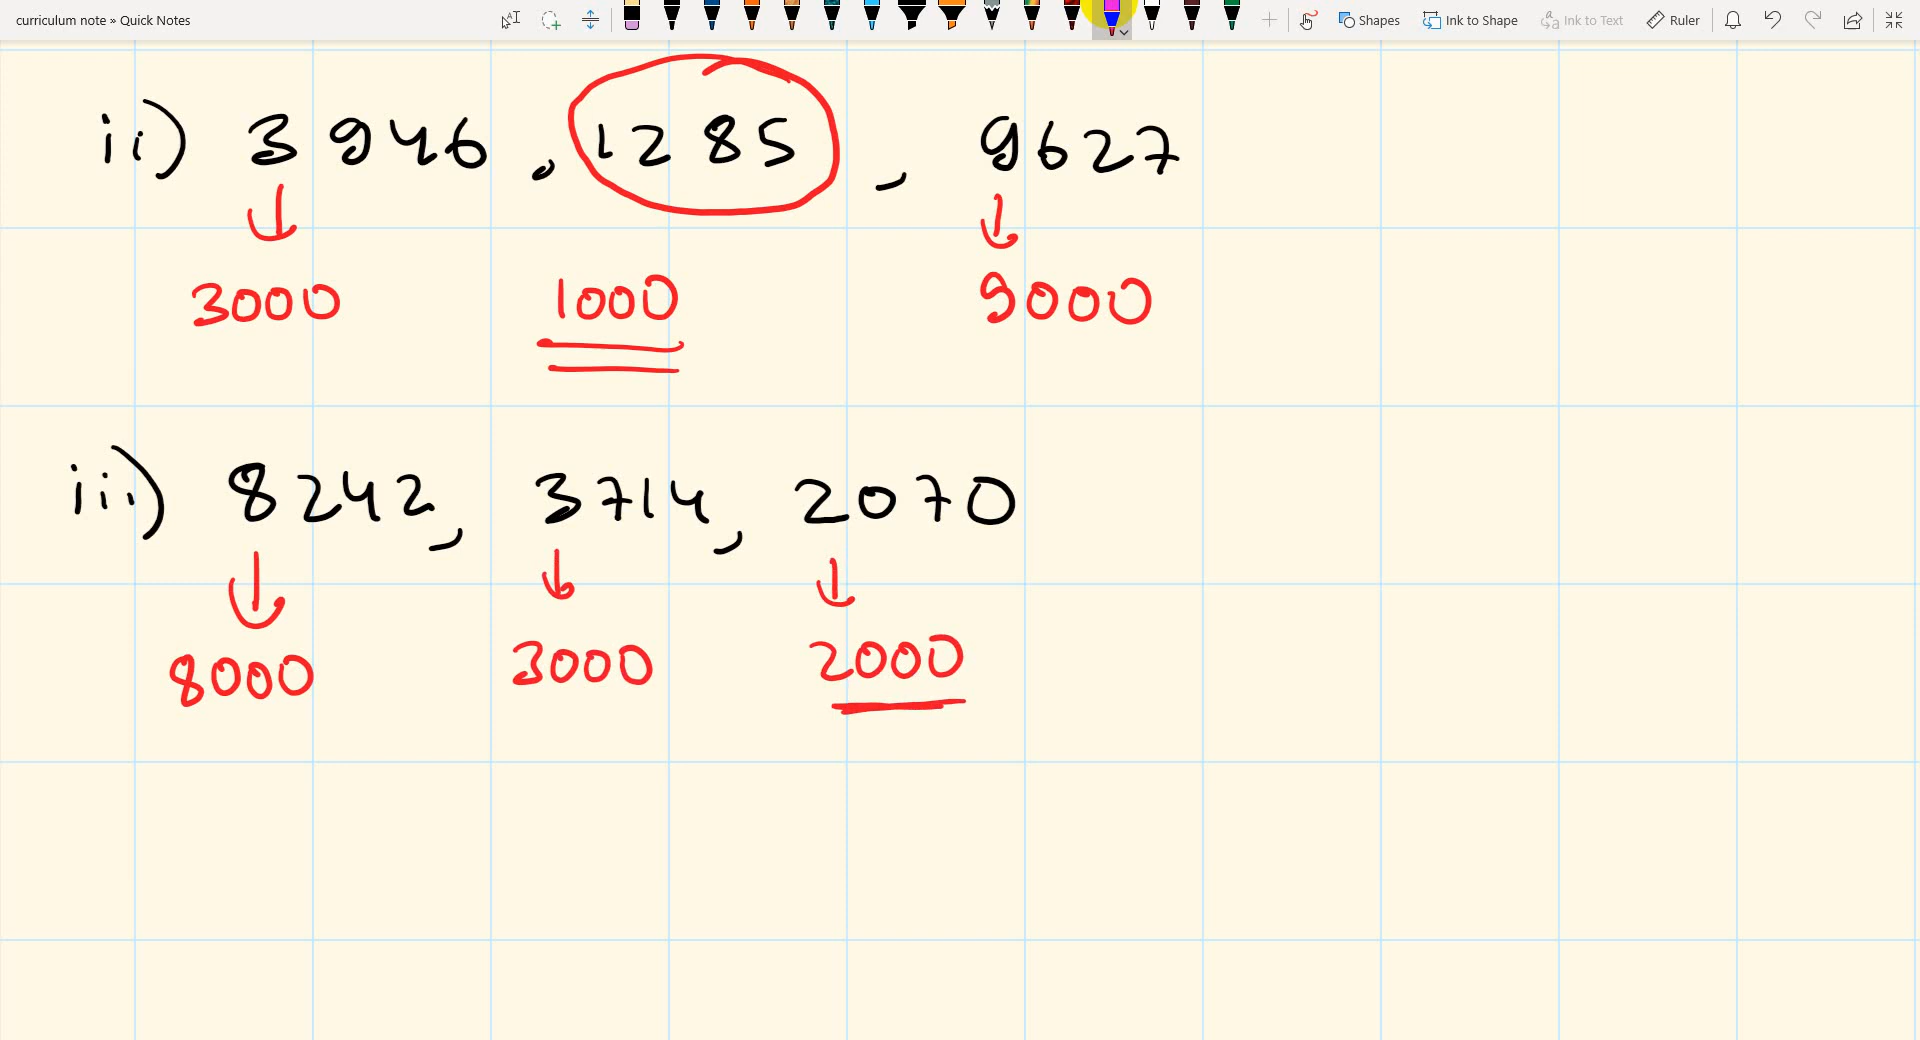 curriculum note » Quick Notes
Shapes
Ink to Shape
Ink to Text
Ruler
ii) 3946, 1285, 9627
3000 1000 9000
iii) 8242, 3714, 2070
8000 3000 2000